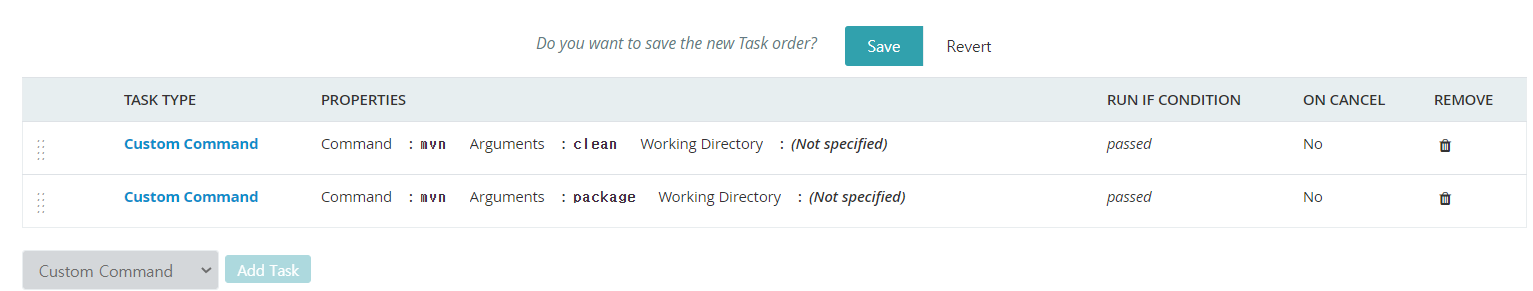 Do you want to save the new Task order? Save Revert
TASK TYPE PROPERTIES RUN IF CONDITION ON CANCEL REMOVE
Custom Command Command : mvn Arguments : clean Working Directory : (Not specified) passed No
Custom Command Command : mvn Arguments : package Working Directory : (Not specified) passed No
Custom Command Add Task